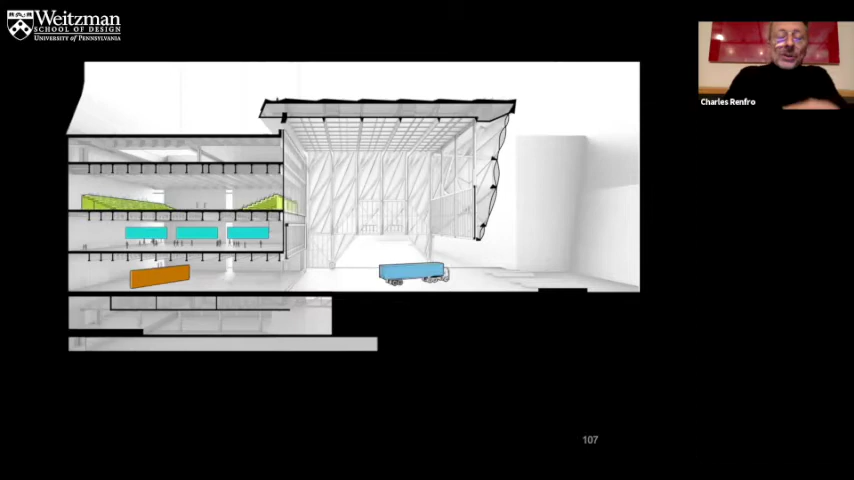 Weitzman
SCHOOL OF DESIGN
UNIVERSITY OF PENNSYLVANIA
Charles Renfro
107